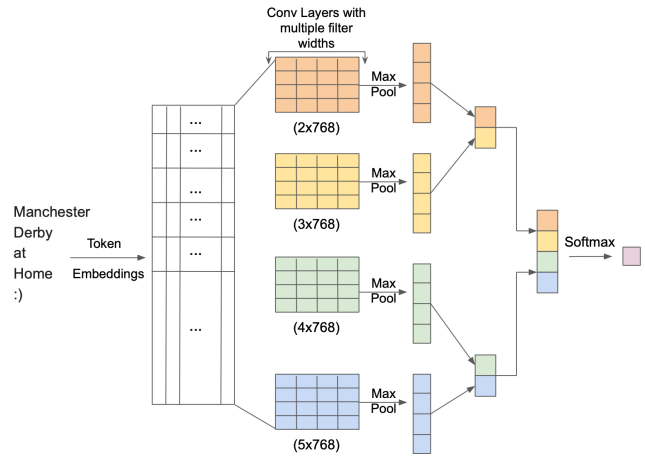 Conv Layers with
multiple filter
widths
Max
Pool
(2x768)
...
...
Max
Pool
...
(3x768)
...
Manchester
Derby
at
Home
:)
Token
Embeddings
...
Softmax
Max
Pool
(4x768)
...
Max
Pool
(5x768)